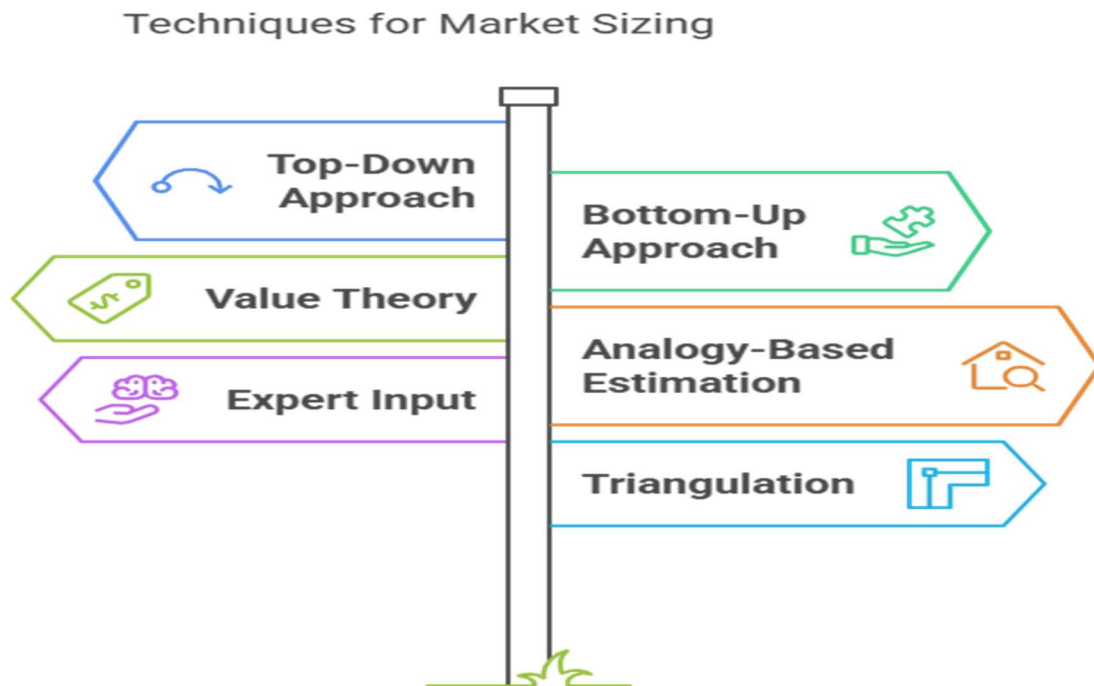 Techniques for Market Sizing
Top-Down
Approach
Bottom-Up
Approach
Value Theory
Analogy-Based
Estimation
Expert Input
Triangulation